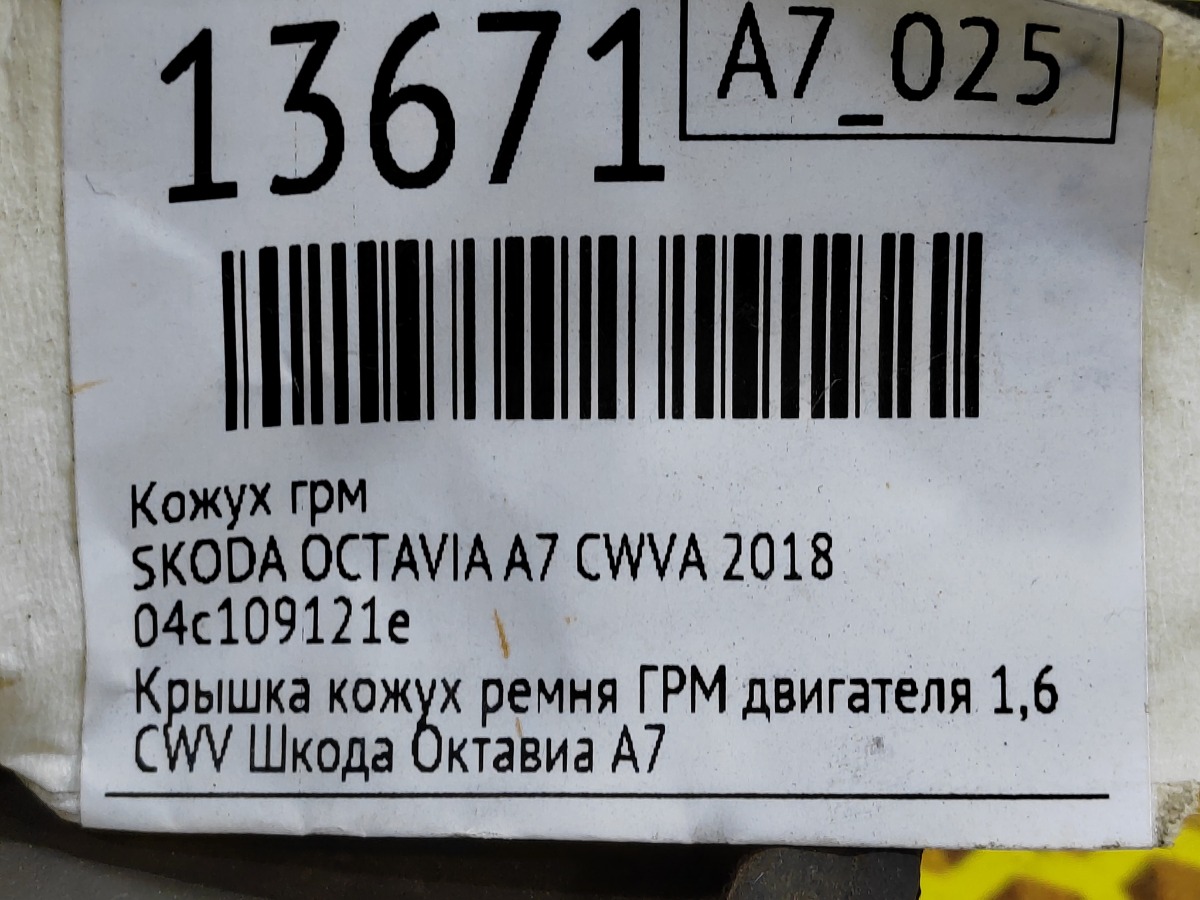 13671
A7_025
Кожух грм
SKODA OCTAVIA A7 CWVA 2018
04c109121e
Крышка кожух ремня ГРМ двигателя 1,6
CWV Шкода Октавиа А7